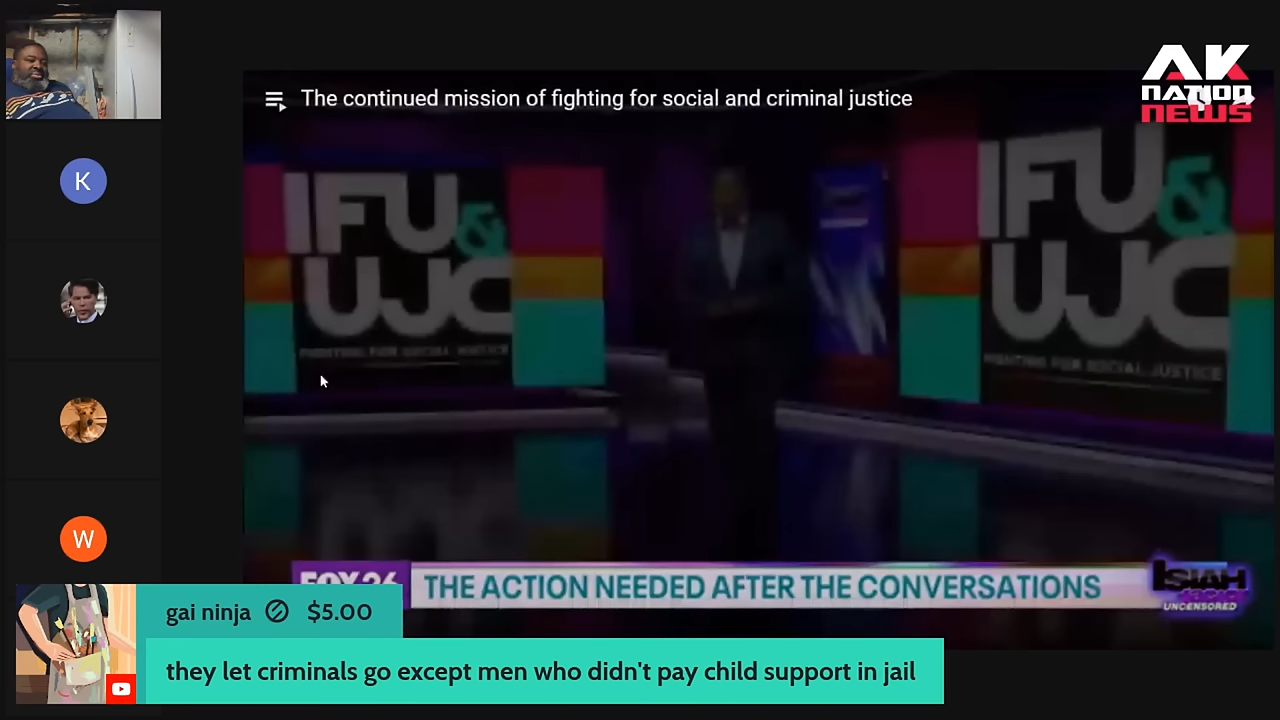 The continued mission of fighting for social and criminal justice
AK
NATION
NEWS
K
IFU&
UJC
FIGHTING FOR SOCIAL JUSTICE
IFU&
UJC
FIGHTING FOR SOCIAL JUSTICE
W
FOX 26
THE ACTION NEEDED AFTER THE CONVERSATIONS
ISIAH
UNCENSORED
gai ninja $5.00
they let criminals go except men who didn't pay child support in jail